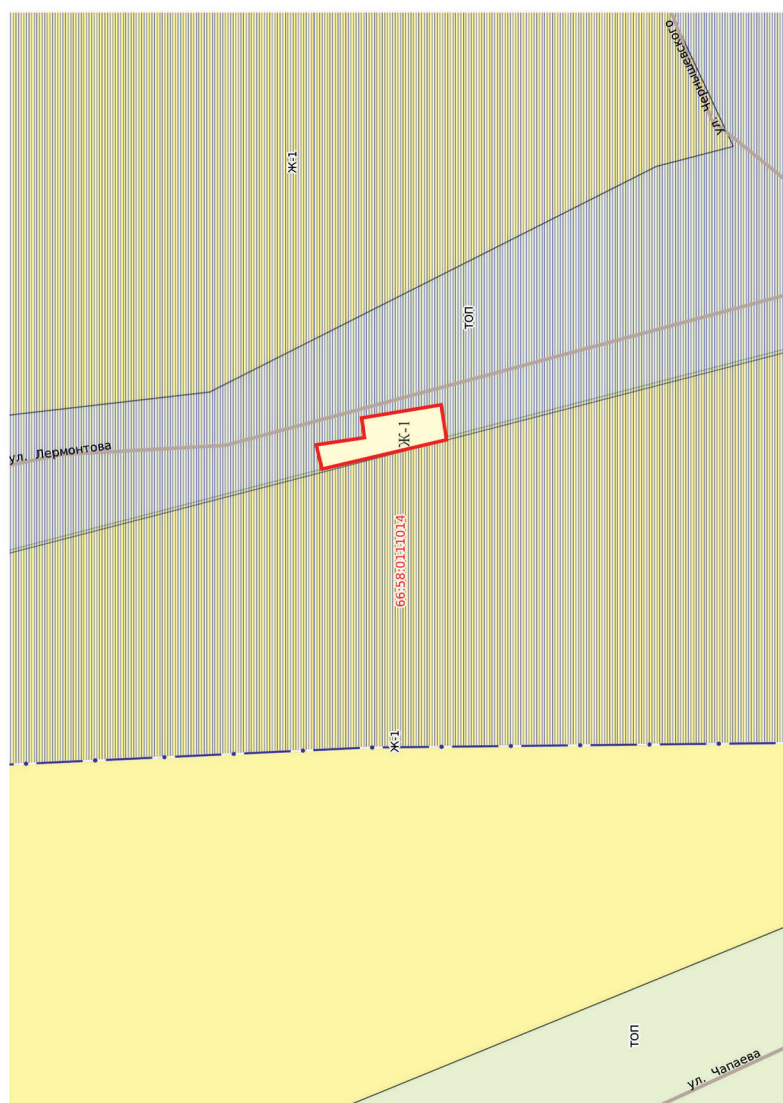 ул. Чернышевского
Ж-1
ТОП
Ж-1
ул. Лермонтова
66:58:0111014
Ж-1
ТОП
ул. Чапаева